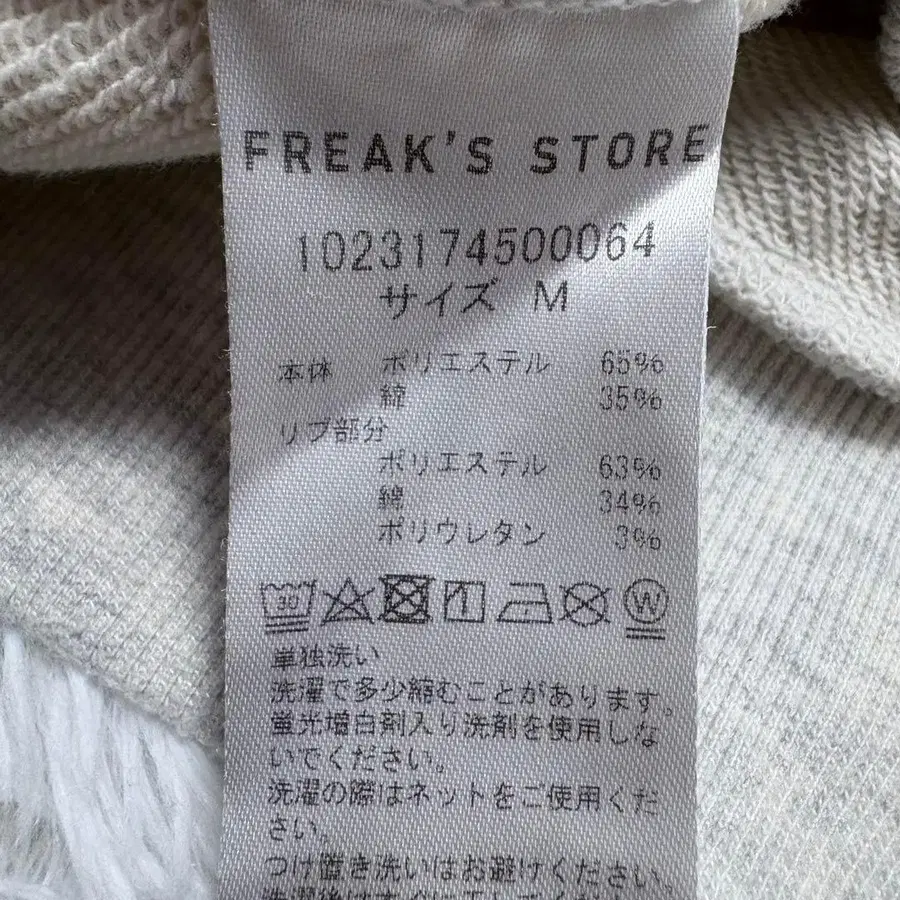 FREAK'S STORE
1023174500064
サイズ M
本体 ポリエステル 65%
綿 35%
リブ部分
ポリエステル 63%
綿 34%
ポリウレタン 3%
30 W
単独洗い
洗濯で多少縮むことがあります。
蛍光増白剤入り洗剤を使用しな
いでください。
洗濯の際はネットをご使用くだ
さい。
つけ置き洗いはお避けください。